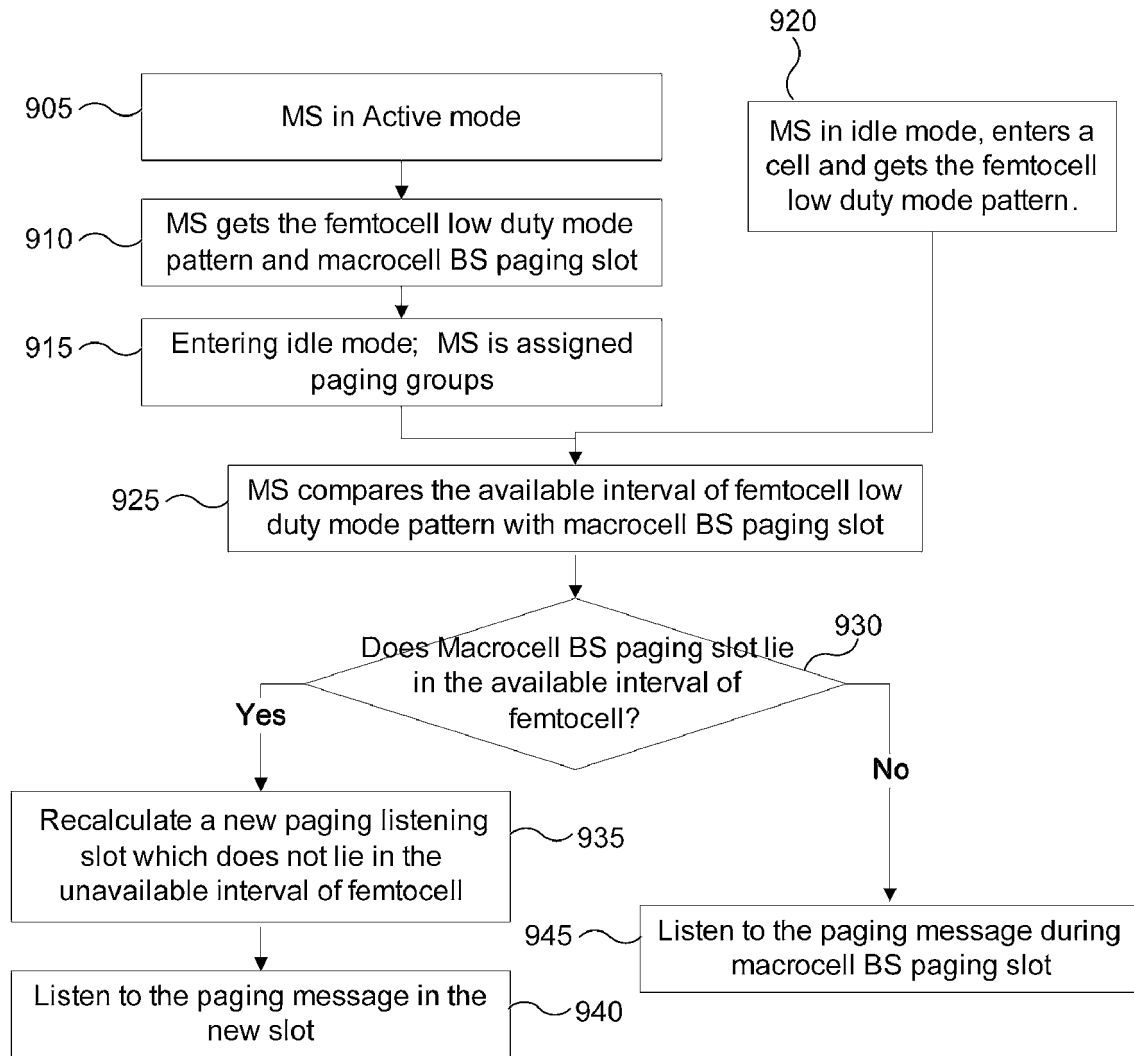 920
905
MS in Active mode
MS in idle mode, enters a
cell and gets the femtocell
low duty mode pattern.
910
MS gets the femtocell low duty mode
pattern and macrocell BS paging slot
915
Entering idle mode; MS is assigned
paging groups
925
MS compares the available interval of femtocell low
duty mode pattern with macrocell BS paging slot
930
Does Macrocell BS paging slot lie
in the available interval of
femtocell?
Yes
No
Recalculate a new paging listening
slot which does not lie in the
unavailable interval of femtocell
935
945
Listen to the paging message during
macrocell BS paging slot
Listen to the paging message in the
new slot
940